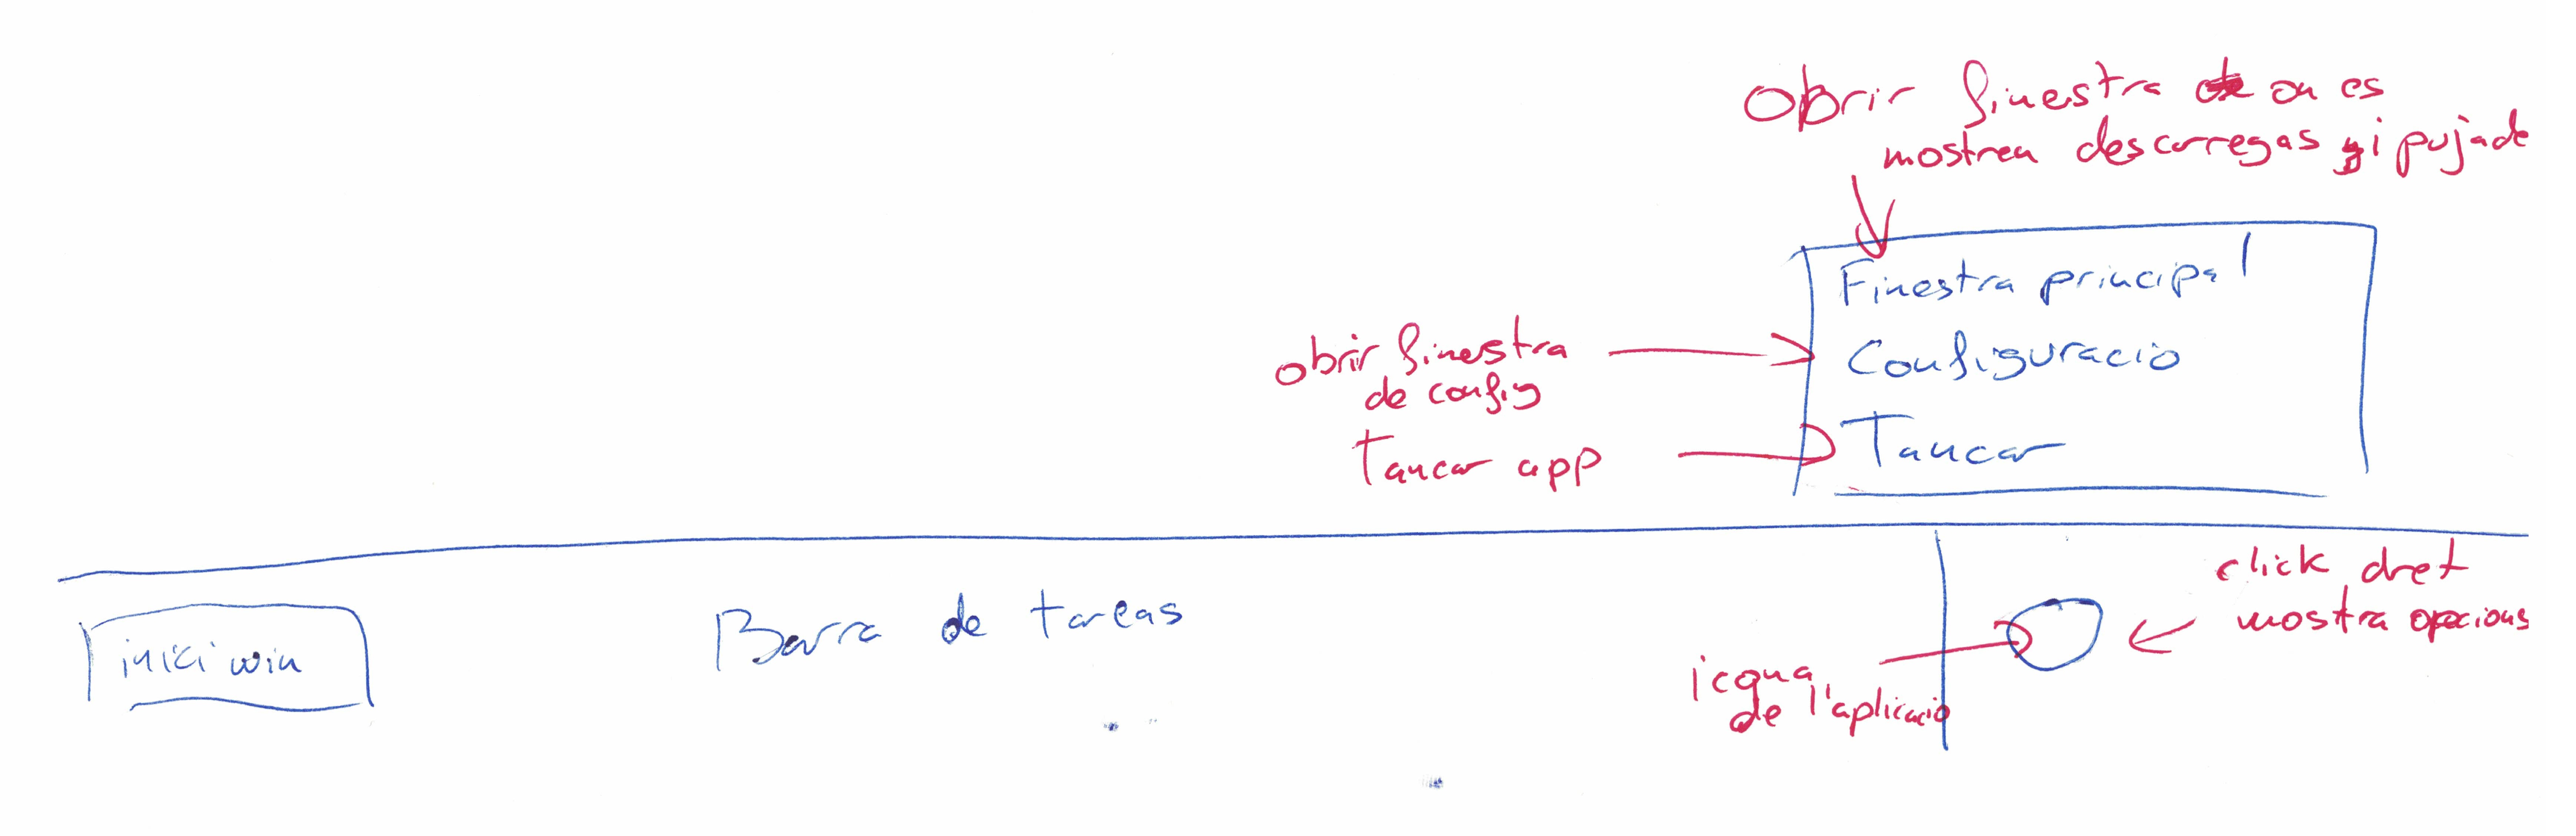 Obrir finestra on es
mostren descarregas i pujade
Finestra principal
obrir finestra
de config
Configuracio
Tancar app
Tancar
click dret
mostra opcions
Barra de tareas
inici win
icona
de l'aplicacio